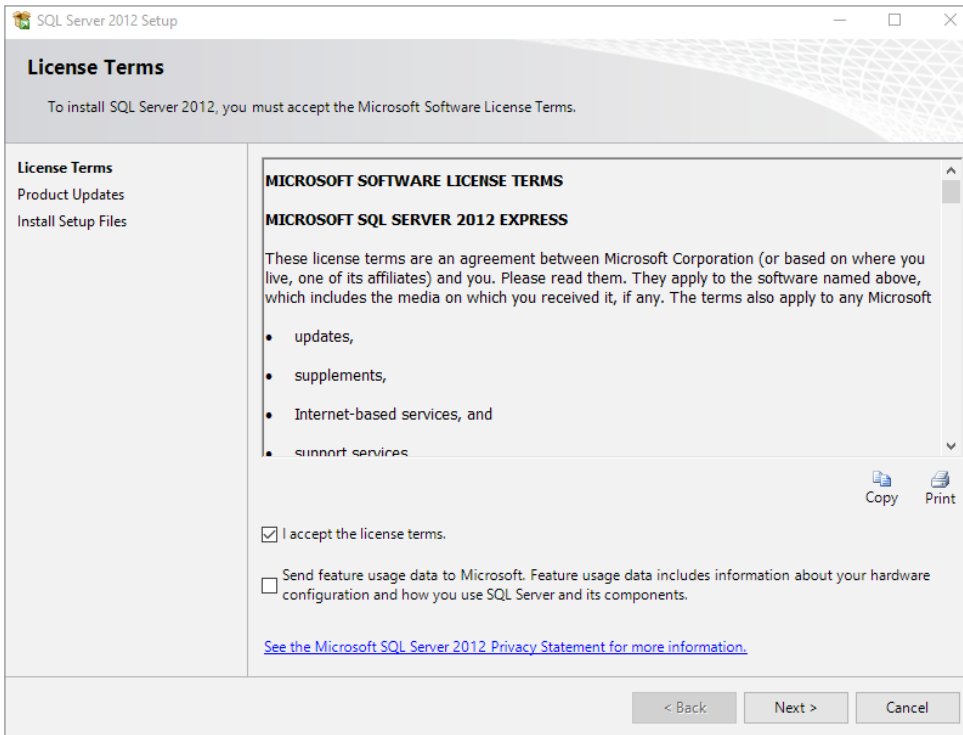 SQL Server 2012 Setup
License Terms
To install SQL Server 2012, you must accept the Microsoft Software License Terms.
License Terms
Product Updates
Install Setup Files
MICROSOFT SOFTWARE LICENSE TERMS
MICROSOFT SQL SERVER 2012 EXPRESS
These license terms are an agreement between Microsoft Corporation (or based on where you
live, one of its affiliates) and you. Please read them. They apply to the software named above,
which includes the media on which you received it, if any. The terms also apply to any Microsoft
• updates,
• supplements,
• Internet-based services, and
• support services
Copy
Print
I accept the license terms.
Send feature usage data to Microsoft. Feature usage data includes information about your hardware
configuration and how you use SQL Server and its components.
See the Microsoft SQL Server 2012 Privacy Statement for more information.
< Back
Next >
Cancel